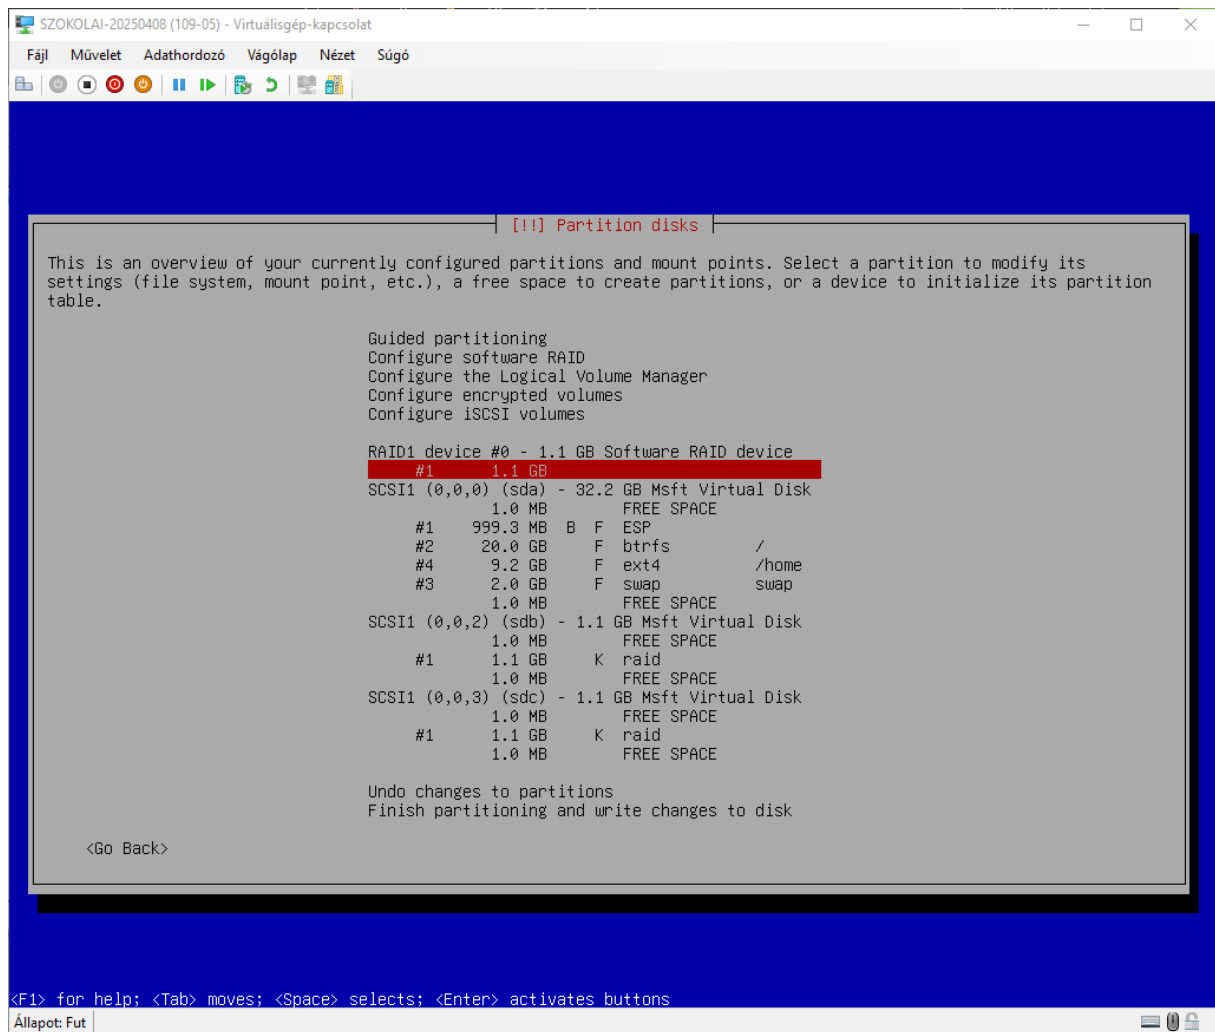 SZOKOLAI-20250408 (109-05) - Virtuálisgép-kapcsolat
Fájl Művelet Adathordozó Vágólap Nézet Súgó
[!!] Partition disks
This is an overview of your currently configured partitions and mount points. Select a partition to modify its
settings (file system, mount point, etc.), a free space to create partitions, or a device to initialize its partition
table.
Guided partitioning
Configure software RAID
Configure the Logical Volume Manager
Configure encrypted volumes
Configure iSCSI volumes
RAID1 device #0 - 1.1 GB Software RAID device
#1 1.1 GB
SCSI1 (0,0,0) (sda) - 32.2 GB Msft Virtual Disk
1.0 MB FREE SPACE
#1 999.3 MB B F ESP
#2 20.0 GB F btrfs /
#4 9.2 GB F ext4 /home
#3 2.0 GB F swap swap
1.0 MB FREE SPACE
SCSI1 (0,0,2) (sdb) - 1.1 GB Msft Virtual Disk
1.0 MB FREE SPACE
#1 1.1 GB K raid
1.0 MB FREE SPACE
SCSI1 (0,0,3) (sdc) - 1.1 GB Msft Virtual Disk
1.0 MB FREE SPACE
#1 1.1 GB K raid
1.0 MB FREE SPACE
Undo changes to partitions
Finish partitioning and write changes to disk
<Go Back>
<F1> for help; <Tab> moves; <Space> selects; <Enter> activates buttons
Állapot: Fut